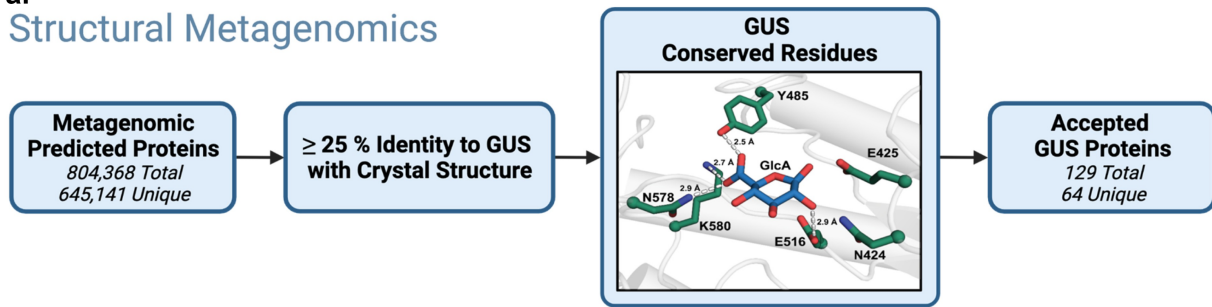 a.
Structural Metagenomics
Metagenomic
Predicted Proteins
804,368 Total
645,141 Unique
≥ 25 % Identity to GUS
with Crystal Structure
GUS
Conserved Residues
Y485
2.5 Å
2.7 Å
GlcA
E425
2.9 Å
N578
K580
2.9 Å
E516
N424
Accepted
GUS Proteins
129 Total
64 Unique